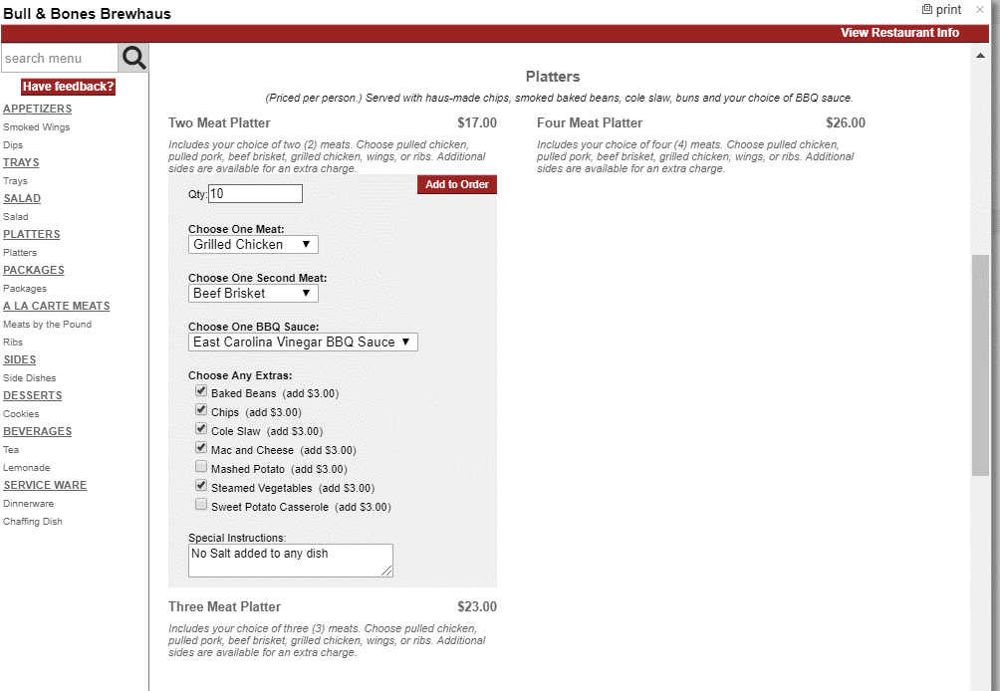 Bull & Bones Brewhaus
print
View Restaurant Info
search menu
Have feedback?
APPETIZERS
Smoked Wings
Dips
TRAYS
Trays
SALAD
Salad
PLATTERS
Platters
PACKAGES
Packages
A LA CARTE MEATS
Meats by the Pound
Ribs
SIDES
Side Dishes
DESSERTS
Cookies
BEVERAGES
Tea
Lemonade
SERVICE WARE
Dinnerware
Chaffing Dish
Platters
(Priced per person.) Served with haus-made chips, smoked baked beans, cole slaw, buns and your choice of BBQ sauce.
Two Meat Platter $17.00
Includes your choice of two (2) meats. Choose pulled chicken,
pulled pork, beef brisket, grilled chicken, wings, or ribs. Additional
sides are available for an extra charge.
Qty: 10
Add to Order
Choose One Meat:
Grilled Chicken
Choose One Second Meat:
Beef Brisket
Choose One BBQ Sauce:
East Carolina Vinegar BBQ Sauce
Choose Any Extras:
Baked Beans (add $3.00)
Chips (add $3.00)
Cole Slaw (add $3.00)
Mac and Cheese (add $3.00)
Mashed Potato (add $3.00)
Steamed Vegetables (add $3.00)
Sweet Potato Casserole (add $3.00)
Special Instructions:
No Salt added to any dish
Three Meat Platter $23.00
Includes your choice of three (3) meats. Choose pulled chicken,
pulled pork, beef brisket, grilled chicken, wings, or ribs. Additional
sides are available for an extra charge.
Four Meat Platter $26.00
Includes your choice of four (4) meats. Choose pulled chicken,
pulled pork, beef brisket, grilled chicken, wings, or ribs. Additional
sides are available for an extra charge.